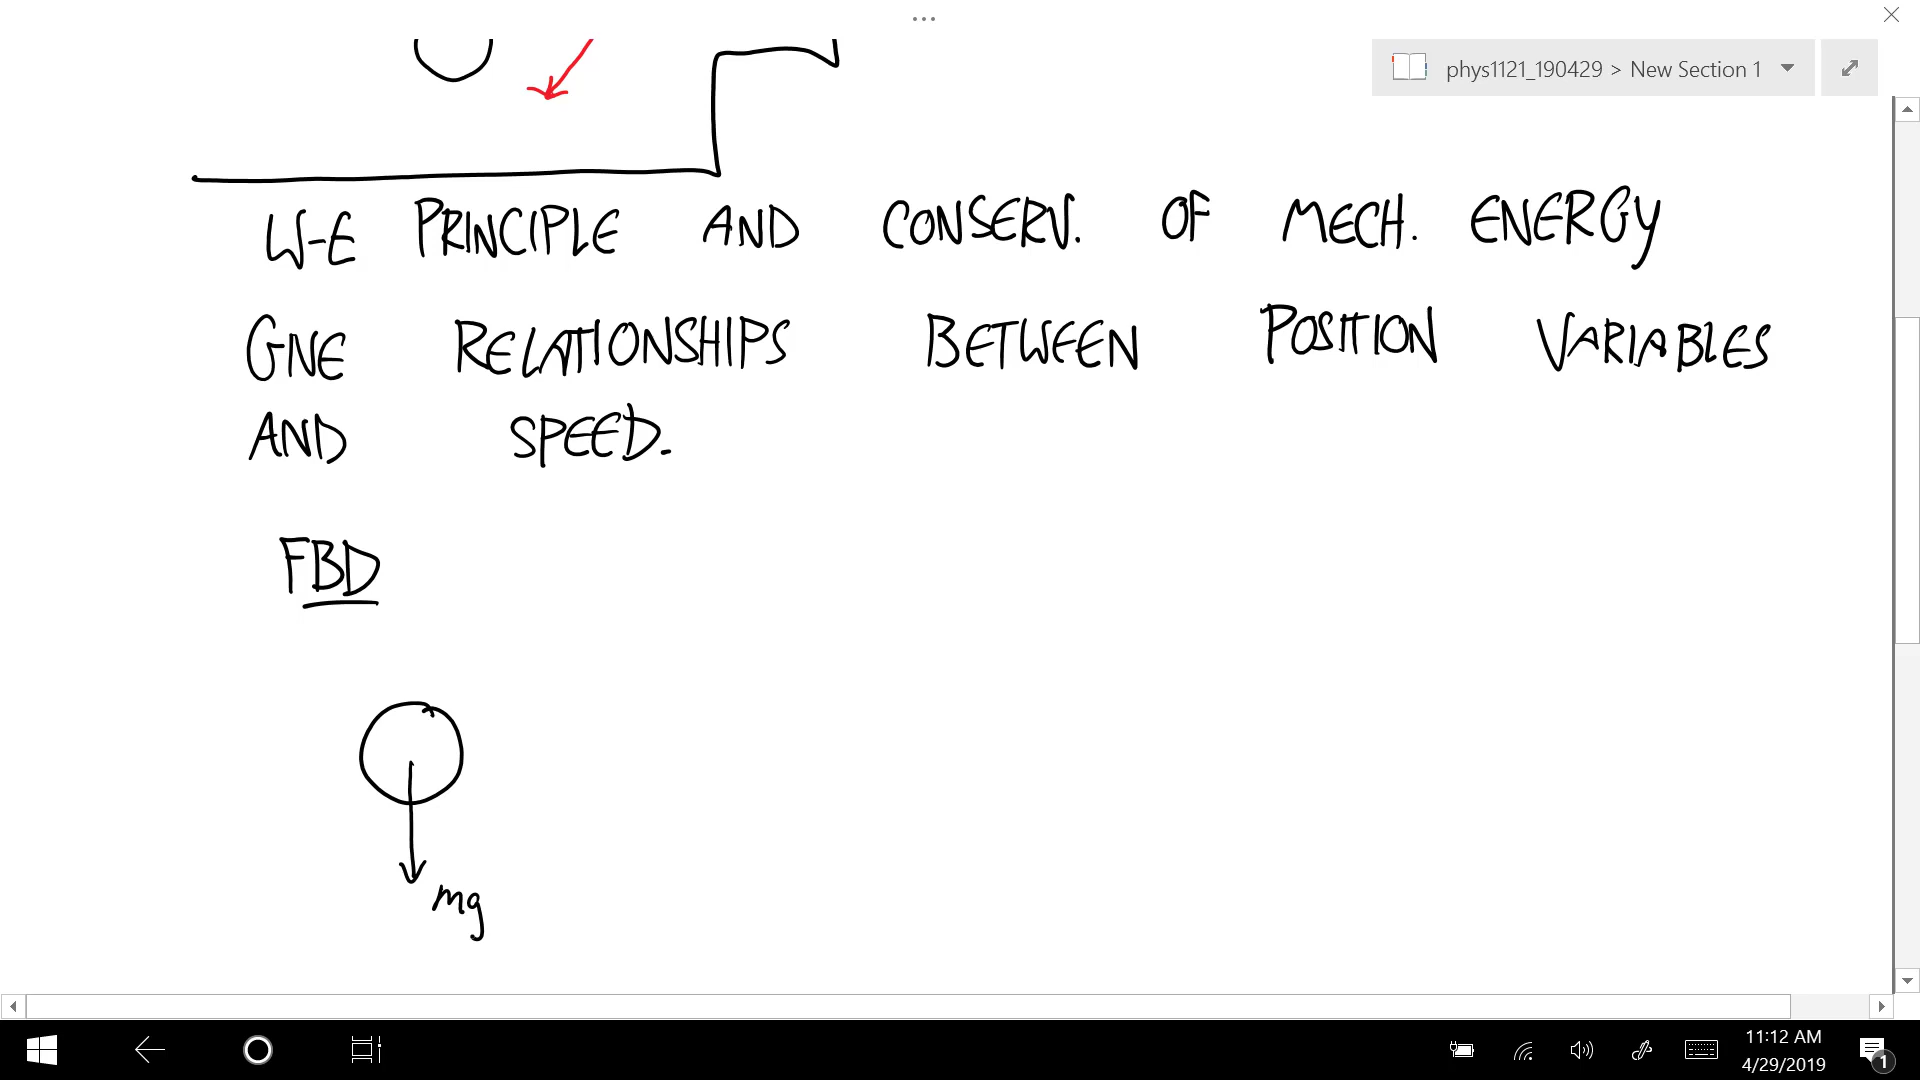 phys1121_190429 > New Section 1
W-E PRINCIPLE AND CONSERV. OF MECH. ENERGY
GIVE RELATIONSHIPS BETWEEN POSITION VARIABLES
AND SPEED.
FBD
mg
11:12 AM
4/29/2019
1